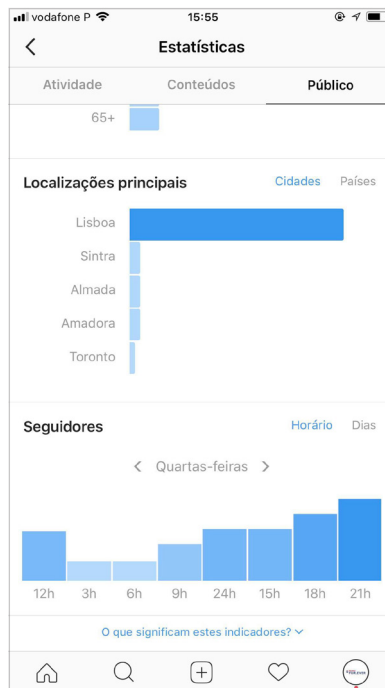 vodafone P 15:55
Estatísticas
Atividade Conteúdos Público
65+
Localizações principais Cidades Países
Lisboa
Sintra
Almada
Amadora
Toronto
Seguidores Horário Dias
Quartas-feiras
12h 3h 6h 9h 24h 15h 18h 21h
O que significam estes indicadores?